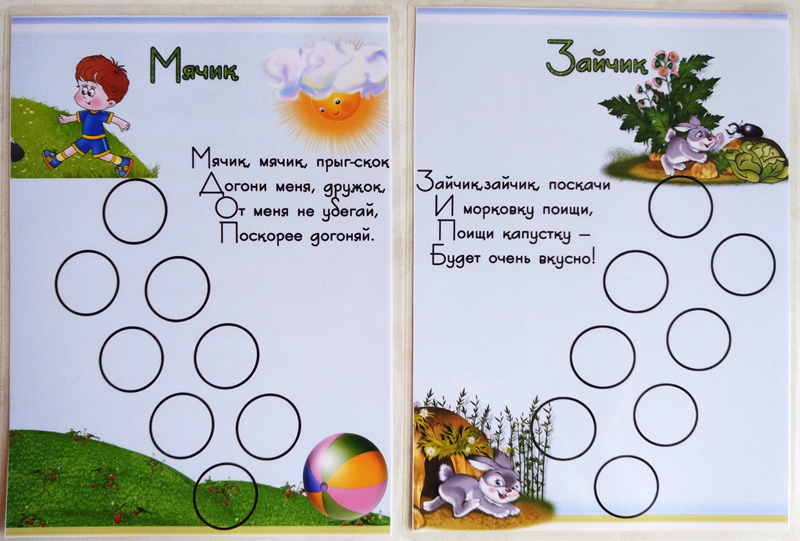 Мячик
Мячик, мячик, прыг-скок
Догони меня, дружок,
От меня не убегай,
Поскорее догоняй.
Зайчик
Зайчик,зайчик, поскачи
И морковку поищи,
Поищи капустку –
Будет очень вкусно!